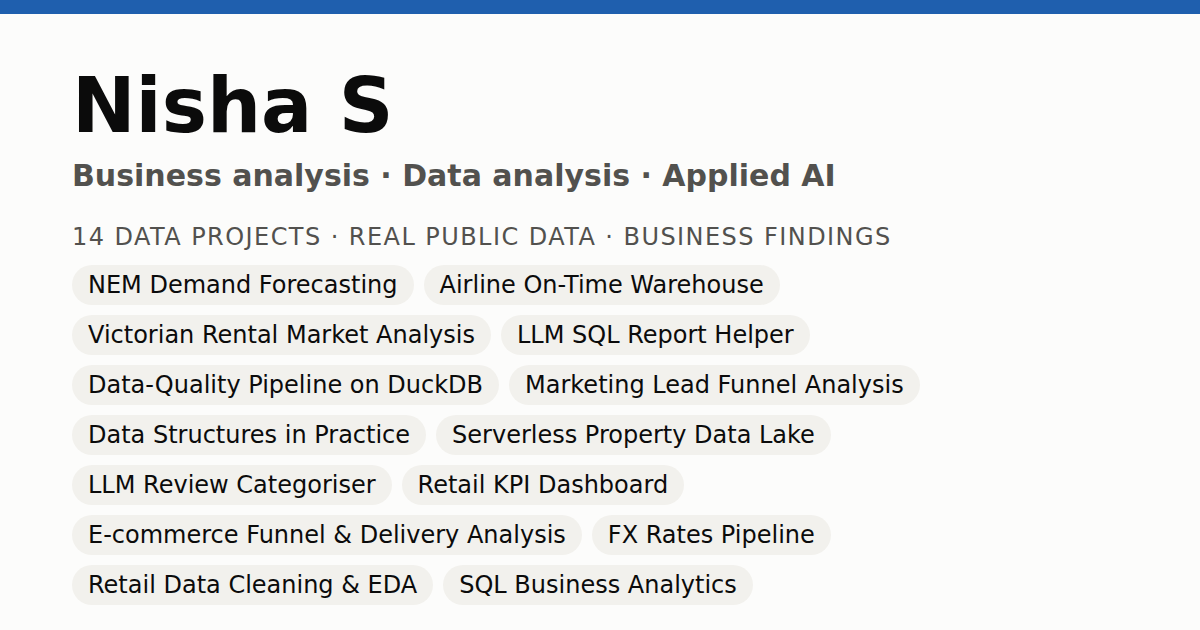 Nisha S
Business analysis · Data analysis · Applied AI
14 DATA PROJECTS · REAL PUBLIC DATA · BUSINESS FINDINGS
NEM Demand Forecasting Airline On-Time Warehouse
Victorian Rental Market Analysis LLM SQL Report Helper
Data-Quality Pipeline on DuckDB Marketing Lead Funnel Analysis
Data Structures in Practice Serverless Property Data Lake
LLM Review Categoriser Retail KPI Dashboard
E-commerce Funnel & Delivery Analysis FX Rates Pipeline
Retail Data Cleaning & EDA SQL Business Analytics